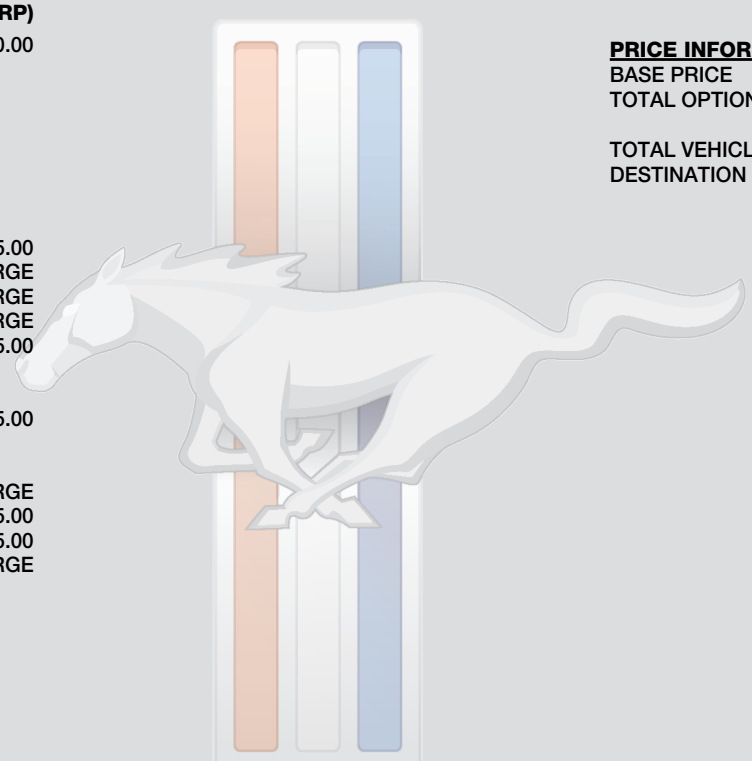 RP)
0.00
5.00
RGE
RGE
RGE
5.00
5.00
RGE
5.00
5.00
RGE
PRICE INFOR
BASE PRICE
TOTAL OPTION
TOTAL VEHICL
DESTINATION